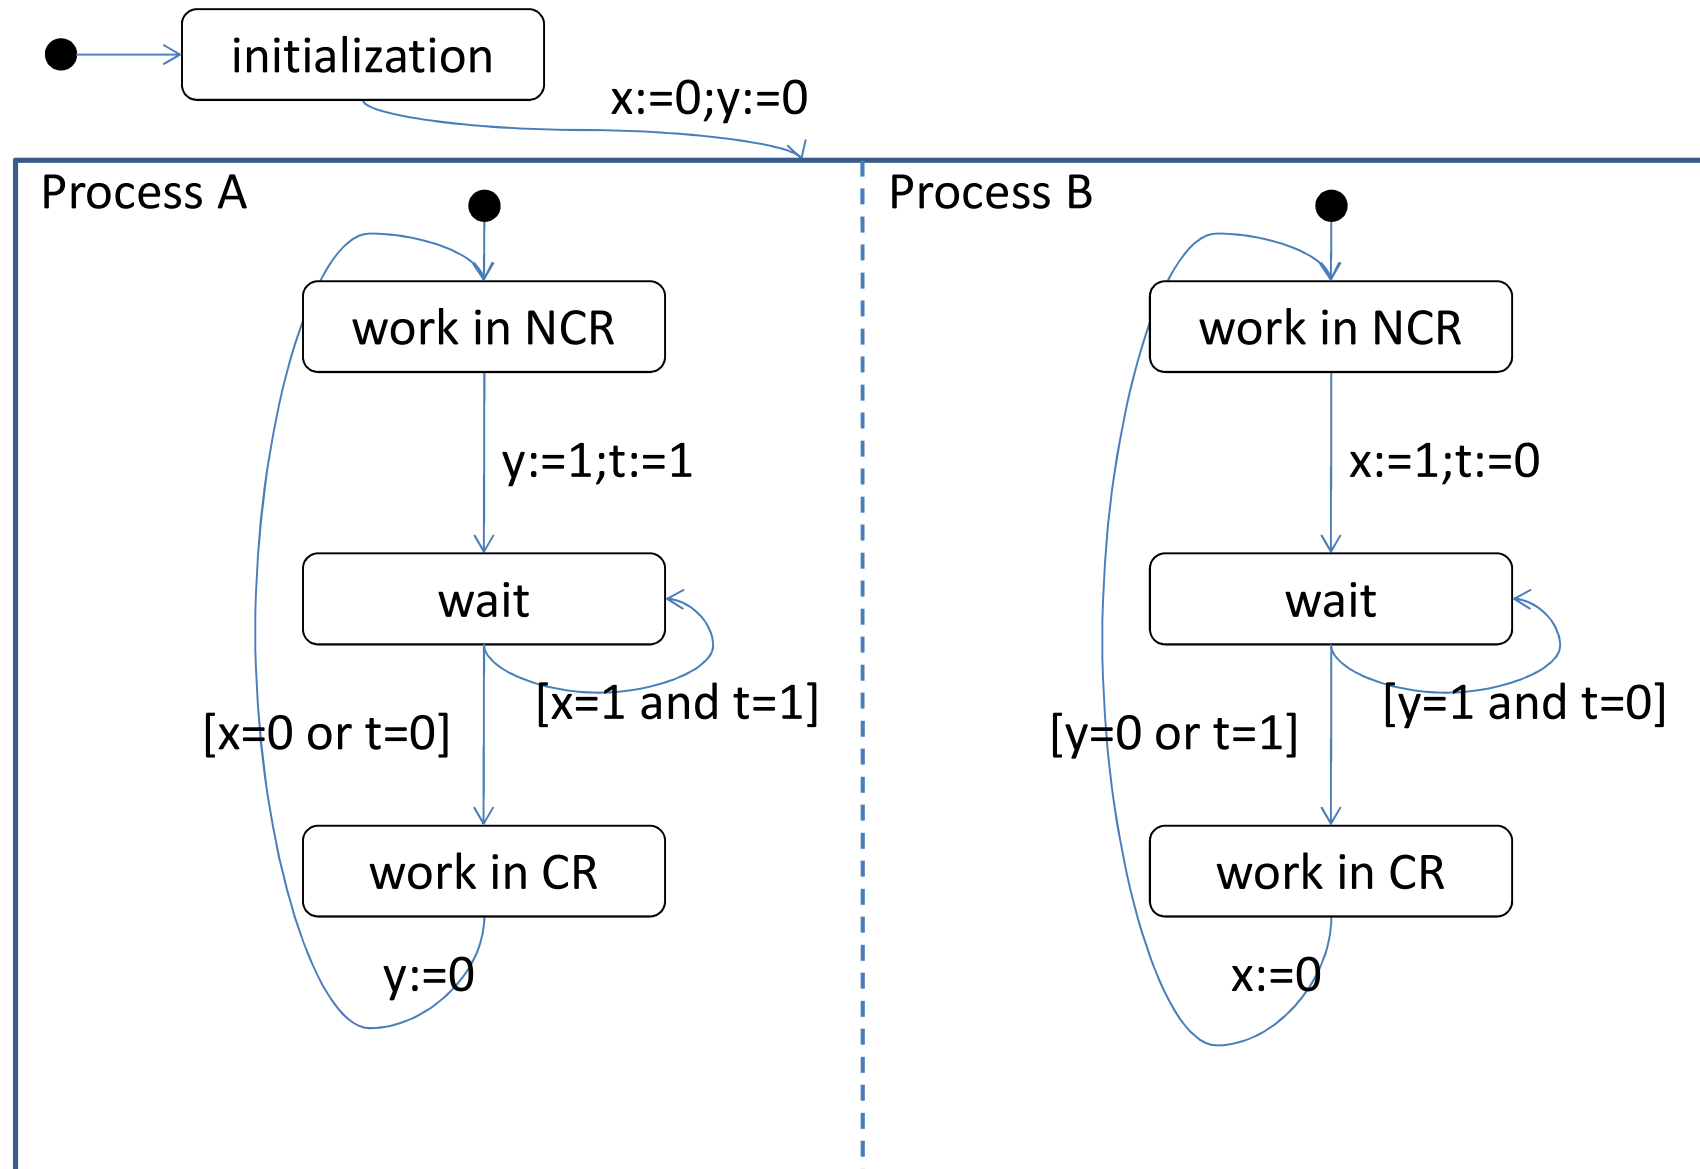 initialization
x:=0;y:=0
Process A
work in NCR
y:=1;t:=1
wait
[x=1 and t=1]
[x=0 or t=0]
work in CR
y:=0
Process B
work in NCR
x:=1;t:=0
wait
[y=1 and t=0]
[y=0 or t=1]
work in CR
x:=0